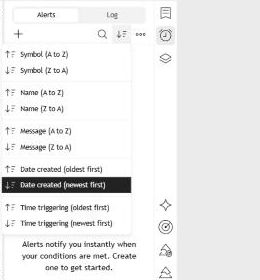 Alerts
Log
Symbol (A to Z)
Symbol (Z to A)
Name (A to Z)
Name (Z to A)
Message (A to Z)
Message (Z to A)
Date created (oldest first)
Date created (newest first)
Time triggering (oldest first)
Time triggering (newest first)
Alerts notify you instantly when
your conditions are met. Create
one to get started.